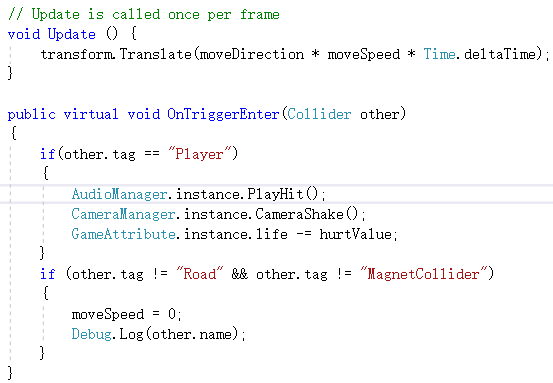 // Update is called once per frame
void Update () {
    transform.Translate(moveDirection * moveSpeed * Time.deltaTime);
}

public virtual void OnTriggerEnter(Collider other)
{
    if(other.tag == "Player")
    {
        AudioManager.instance.PlayHit();
        CameraManager.instance.CameraShake();
        GameAttribute.instance.life -= hurtValue;
    }
    if (other.tag != "Road" && other.tag != "MagnetCollider")
    {
        moveSpeed = 0;
        Debug.Log(other.name);
    }
}